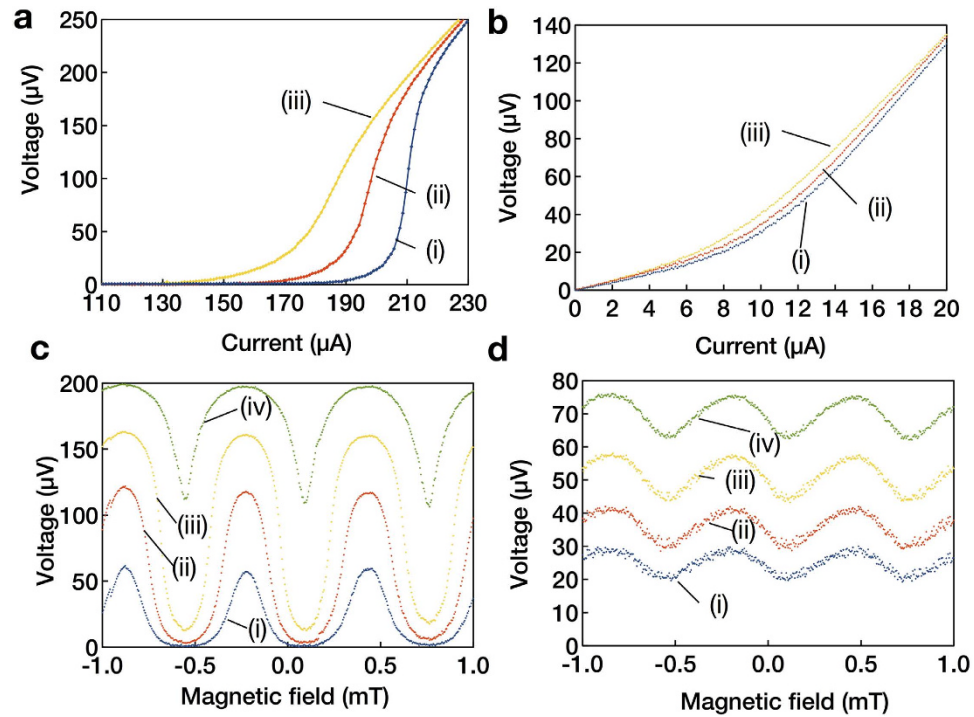 a
250
200
150
100
50
0
Voltage (µV)
(iii)
(ii)
(i)
110 130 150 170 190 210 230
Current (µA)
b
140
120
100
80
60
40
20
0
Voltage (µV)
(iii)
(ii)
(i)
0 2 4 6 8 10 12 14 16 18 20
Current (µA)
c
200
150
100
50
0
Voltage (µV)
(iv)
(iii)
(ii)
(i)
-1.0 -0.5 0.0 0.5 1.0
Magnetic field (mT)
d
80
70
60
50
40
30
20
10
0
Voltage (µV)
(iv)
(iii)
(ii)
(i)
-1.0 -0.5 0.0 0.5 1.0
Magnetic field (mT)